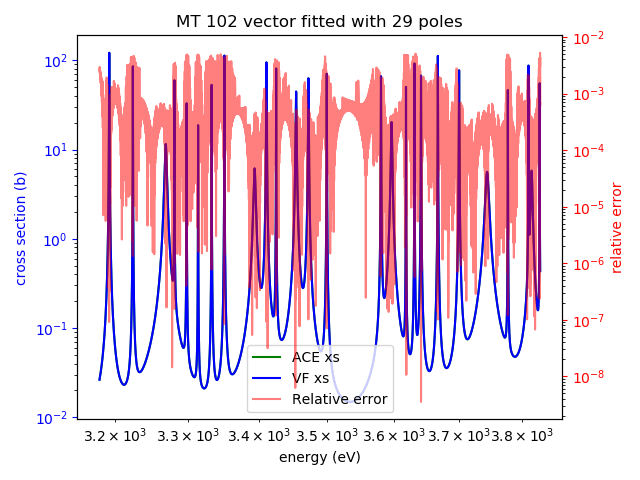 MT 102 vector fitted with 29 poles
cross section (b)
10²
10¹
10⁰
10⁻¹
10⁻²
10⁻²
10⁻³
10⁻⁴
10⁻⁵
10⁻⁶
10⁻⁷
10⁻⁸
relative error
ACE xs
VF xs
Relative error
3.2 × 10³ 3.3 × 10³ 3.4 × 10³ 3.5 × 10³ 3.6 × 10³ 3.7 × 10³ 3.8 × 10³
energy (eV)